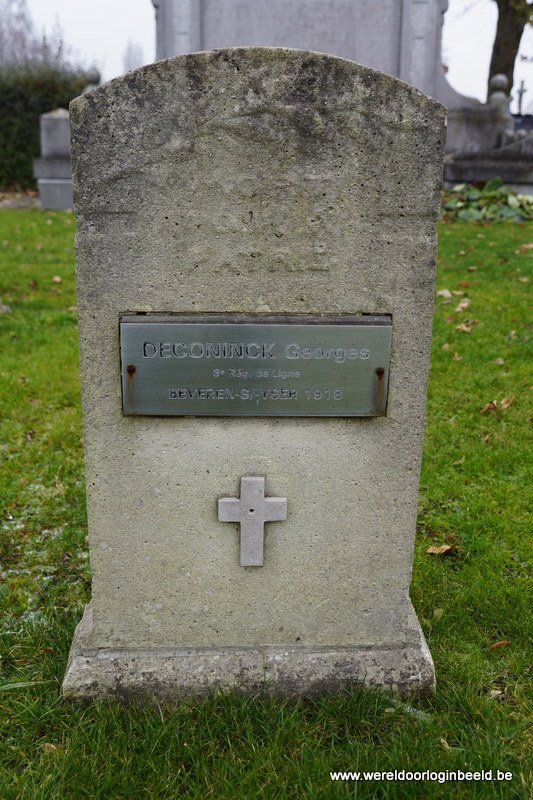 DECONINCK Georges
3e Rég. de Ligne
BEVEREN-S/-YSER 1918
www.wereldoorloginbeeld.be